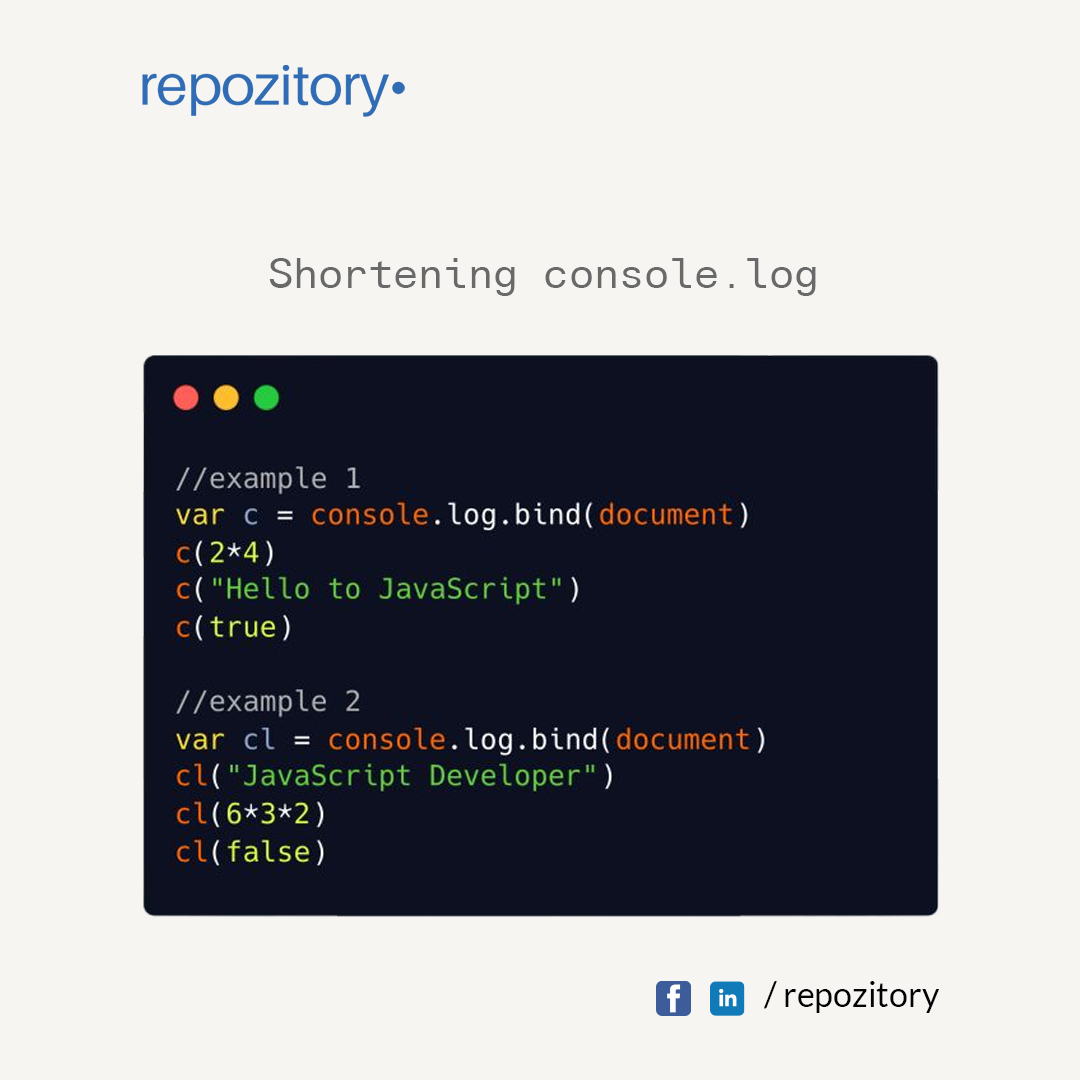 repozitory•
Shortening console.log
//example 1
var c = console.log.bind(document)
c(2*4)
c("Hello to JavaScript")
c(true)
//example 2
var cl = console.log.bind(document)
cl("JavaScript Developer")
cl(6*3*2)
cl(false)
f in / repozitory